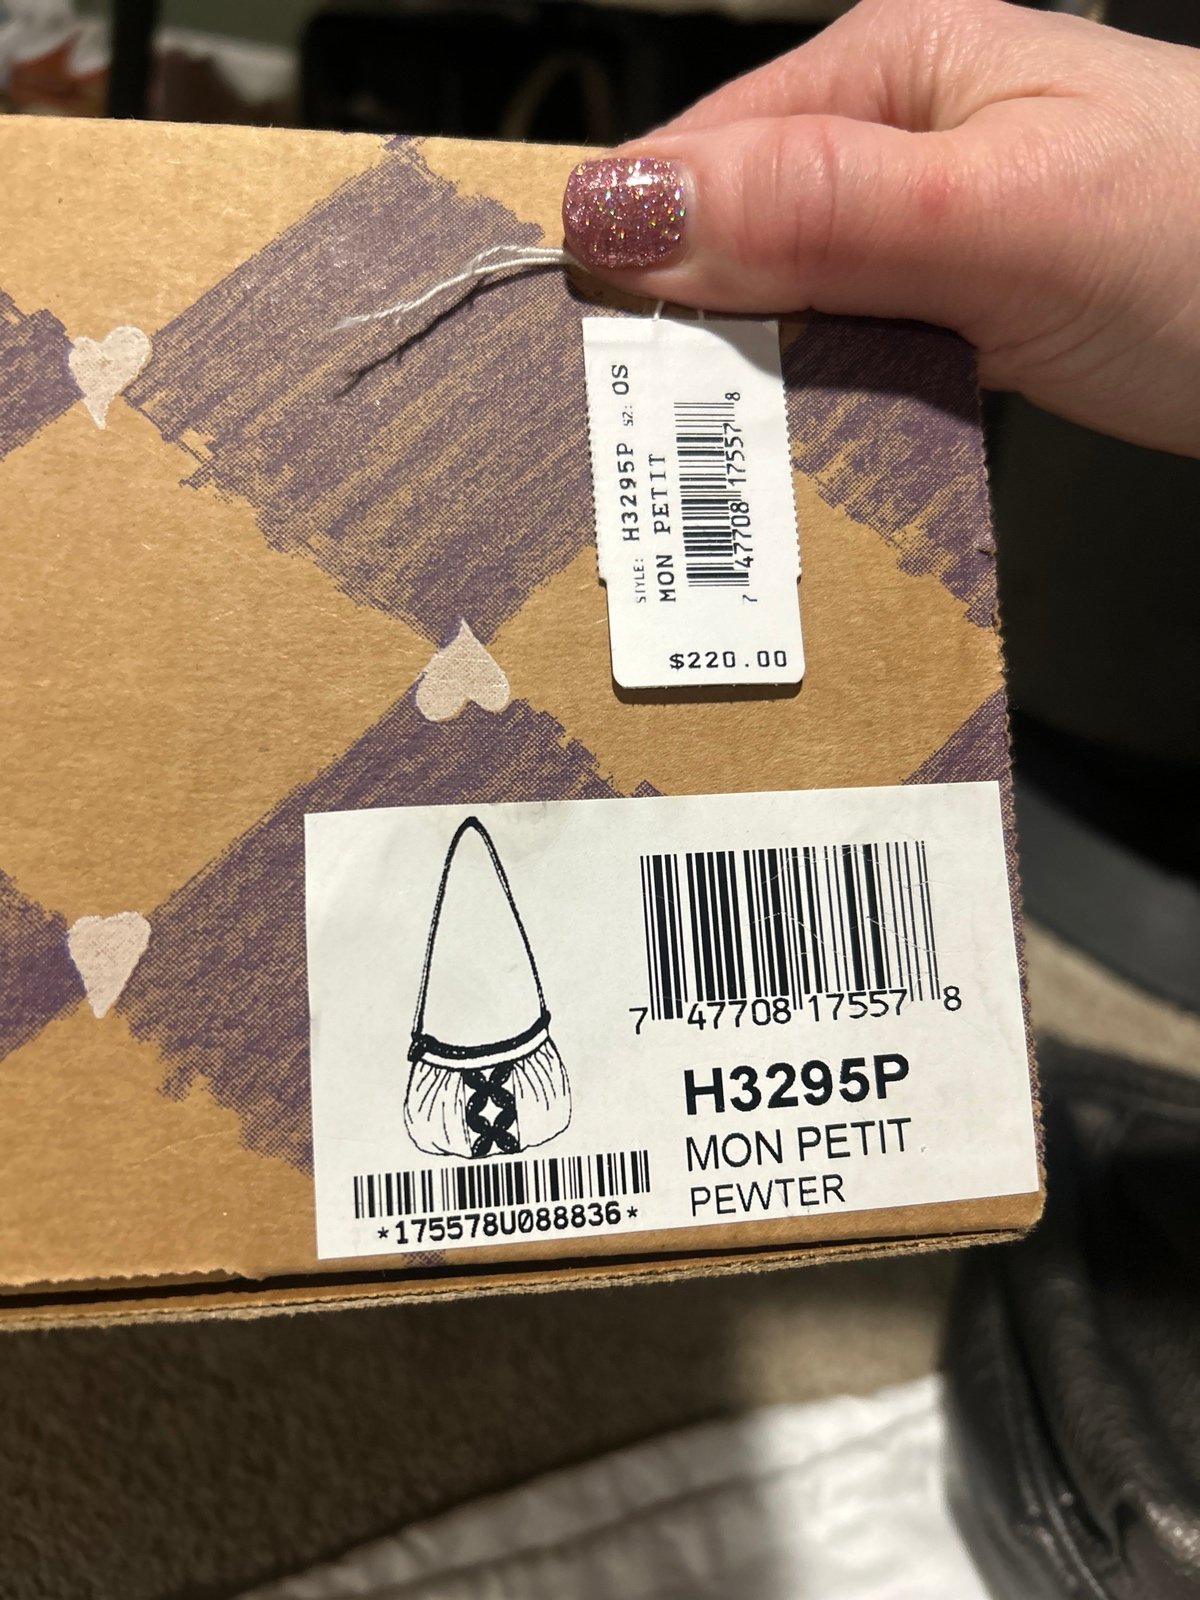 STYLE: H3295P SZ: OS
MON PETIT
7 47708 17557 8
$220.00
7 47708 17557 8
H3295P
MON PETIT
PEWTER
*175578U088836*